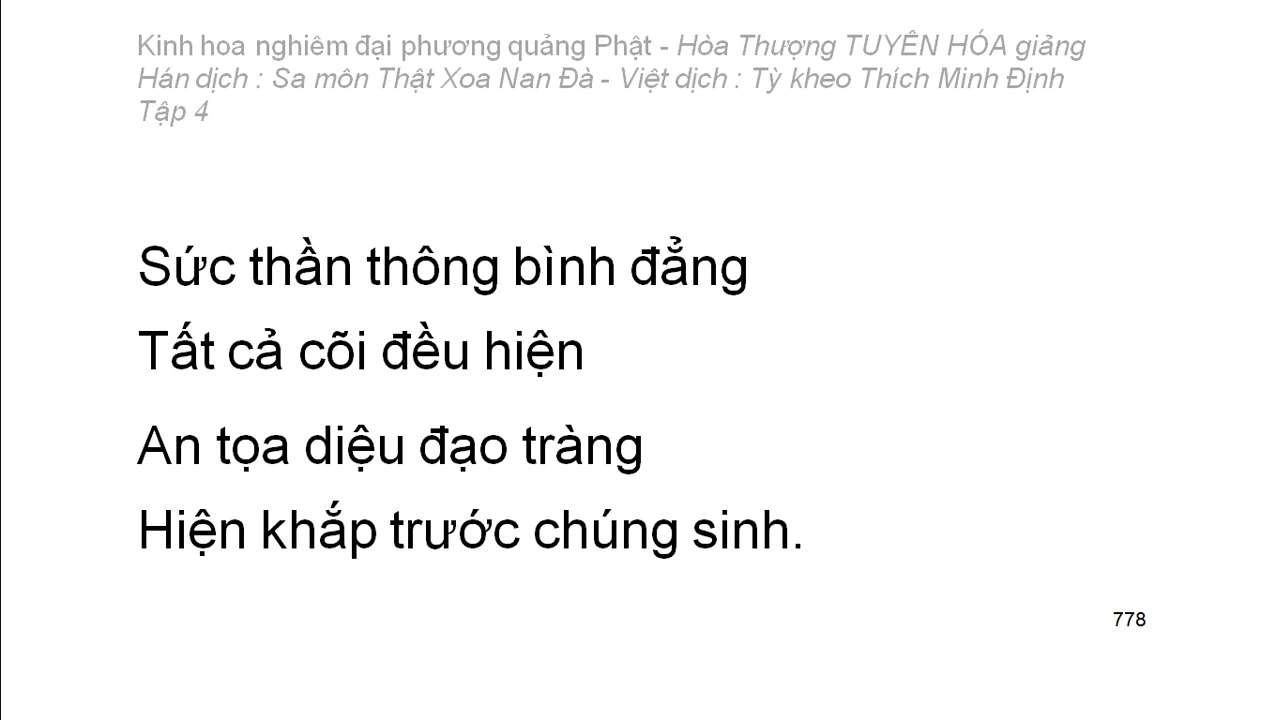 Kinh hoa nghiêm đại phương quảng Phật - Hòa Thượng TUYÊN HÓA giảng
Hán dịch : Sa môn Thật Xoa Nan Đà - Việt dịch : Tỳ kheo Thích Minh Định
Tập 4
Sức thần thông bình đẳng
Tất cả cõi đều hiện
An tọa diệu đạo tràng
Hiện khắp trước chúng sinh.
778